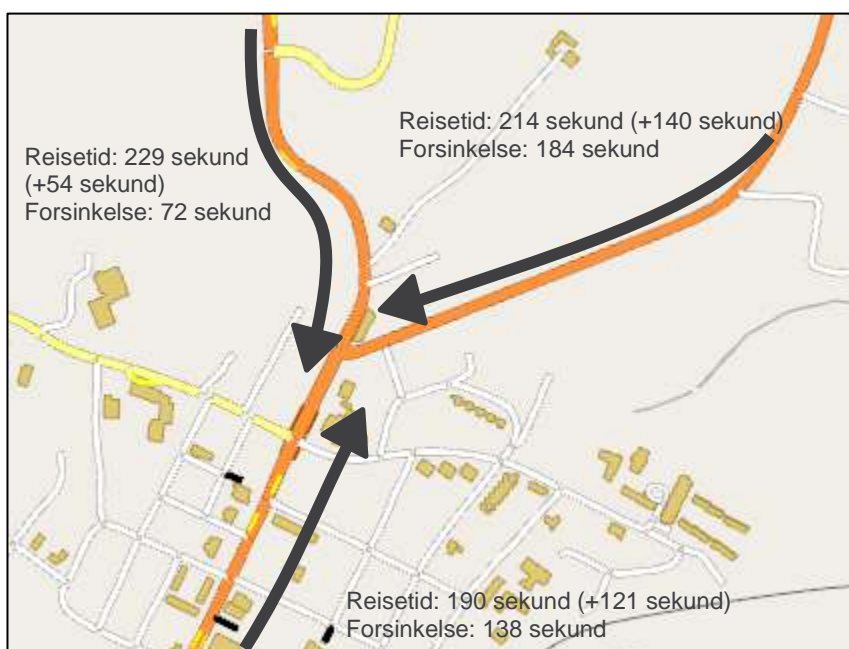 Reisetid: 214 sekund (+140 sekund)
Forsinkelse: 184 sekund
Reisetid: 229 sekund
(+54 sekund)
Forsinkelse: 72 sekund
Reisetid: 190 sekund (+121 sekund)
Forsinkelse: 138 sekund